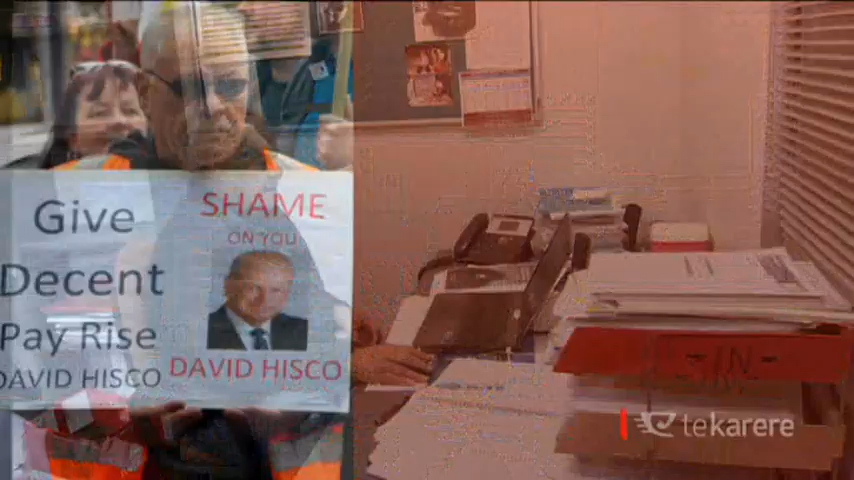 Give
Decent
Pay Rise
DAVID HISCO
SHAME
ON YOU
DAVID HISCO
-IN-
tekarere